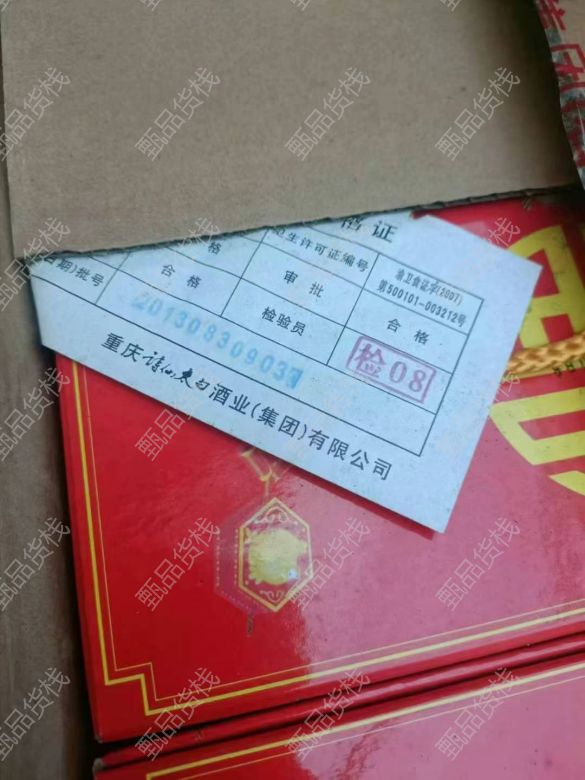 格证
格
卫生许可证编号
渝卫食证字(2007)
第500101-003212号
日期)批号
合格
审批
合格
20130830903
检验员
检08
重庆诗仙太白酒业(集团)有限公司
甄品货栈